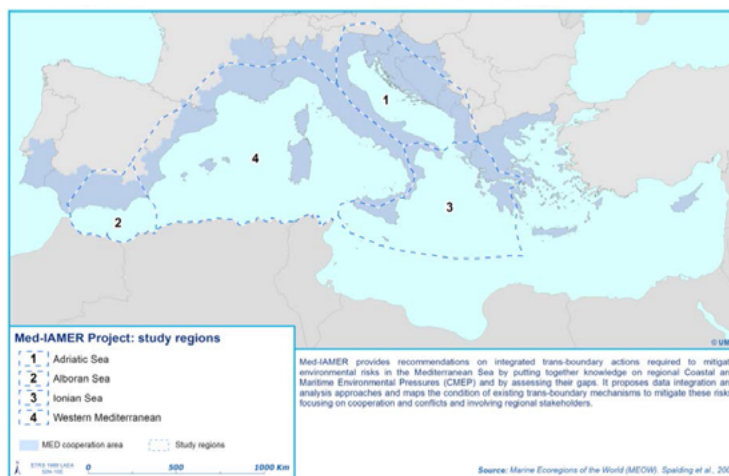 1
4
2
3
© UM
Med-IAMER Project: study regions
1 Adriatic Sea
2 Alboran Sea
3 Ionian Sea
4 Western Mediterranean
MED cooperation area Study regions
0 500 1000 Km
Med-IAMER provides recommendations on integrated trans-boundary actions required to mitigat
environmental risks in the Mediterranean Sea by putting together knowledge on regional Coastal an
Maritime Environmental Pressures (CMEP) and by assessing their gaps. It proposes data integration an
analysis approaches and maps the condition of existing trans-boundary mechanisms to mitigate these risk
focusing on cooperation and conflicts and involving regional stakeholders.
Source: Marine Ecoregions of the World (MEOW). Spalding et al., 200